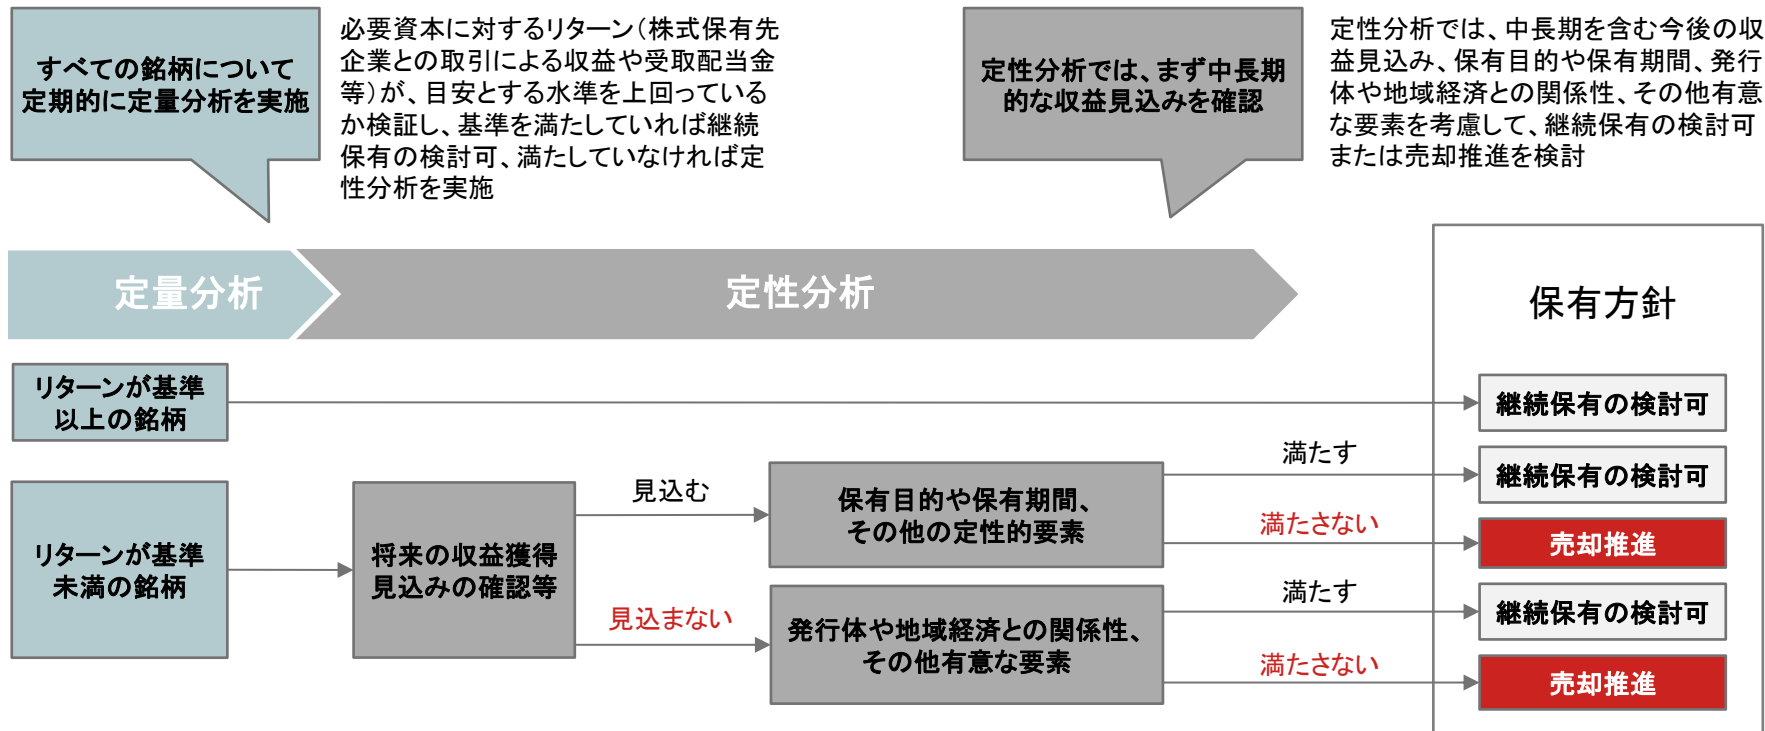 すべての銘柄について
定期的に定量分析を実施
必要資本に対するリターン（株式保有先
企業との取引による収益や受取配当金
等）が、目安とする水準を上回っている
か検証し、基準を満たしていれば継続
保有の検討可、満たしていなければ定
性分析を実施
定性分析では、まず中長期
的な収益見込みを確認
定性分析では、中長期を含む今後の収
益見込み、保有目的や保有期間、発行
体や地域経済との関係性、その他有意
な要素を考慮して、継続保有の検討可
または売却推進を検討
定量分析
定性分析
保有方針
リターンが基準
以上の銘柄
継続保有の検討可
リターンが基準
未満の銘柄
将来の収益獲得
見込みの確認等
見込む
保有目的や保有期間、
その他の定性的要素
満たす
継続保有の検討可
満たさない
売却推進
見込まない
発行体や地域経済との関係性、
その他有意な要素
満たす
継続保有の検討可
満たさない
売却推進